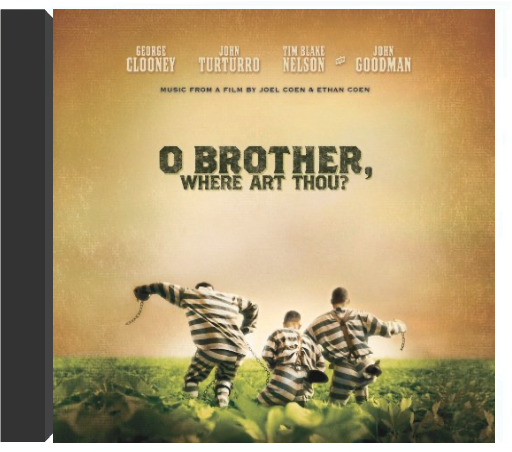 GEORGE CLOONEY JOHN TURTURRO TIM BLAKE NELSON AND JOHN GOODMAN
MUSIC FROM A FILM BY JOEL COEN & ETHAN COEN
O BROTHER,
WHERE ART THOU?